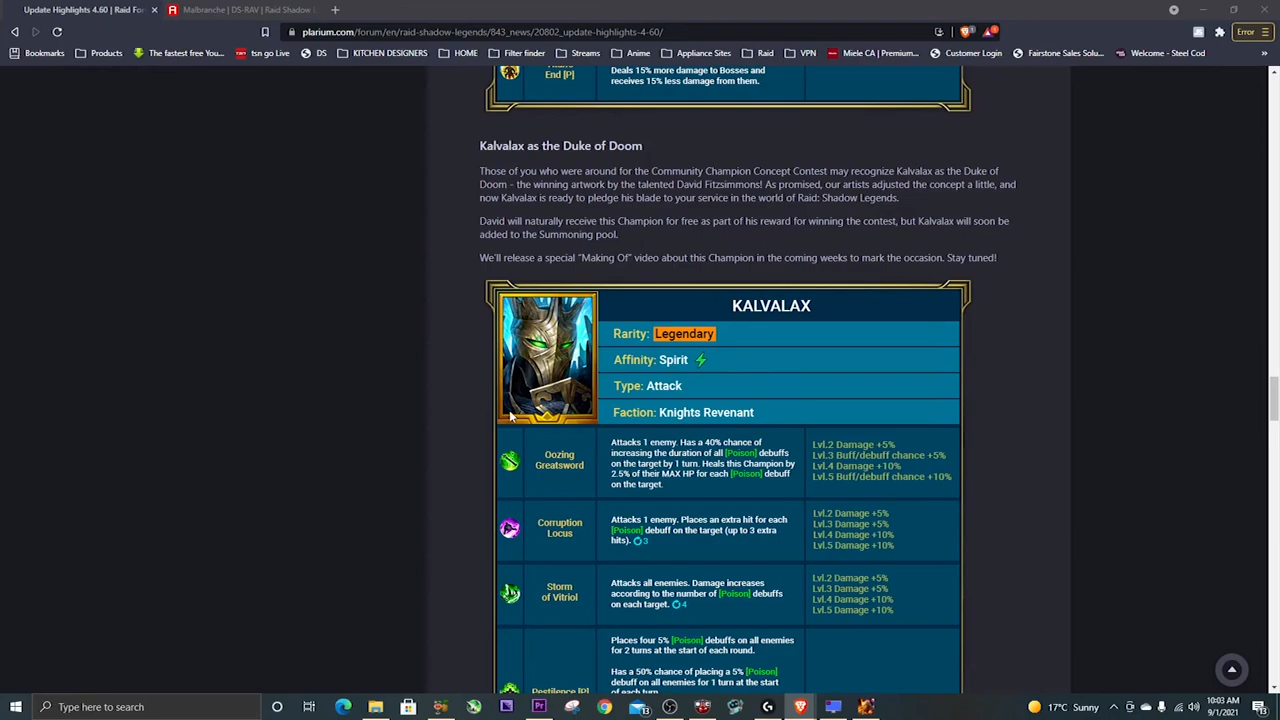 Update Highlights 4.60 | Raid For
Malbranche | DS-RAV | Raid Shadow L
plarium.com/forum/en/raid-shadow-legends/843_news/20802_update-highlights-4-60/
Error
Bookmarks
Products
The fastest free You...
tsn go Live
DS
KITCHEN DESIGNERS
HOME
Filter finder
Streams
Anime
Appliance Sites
Raid
VPN
Miele CA | Premium...
Customer Login
Fairstone Sales Solu...
Welcome - Steel Cod
End [P]
Deals 15% more damage to Bosses and
receives 15% less damage from them.
Kalvalax as the Duke of Doom
Those of you who were around for the Community Champion Concept Contest may recognize Kalvalax as the Duke of
Doom - the winning artwork by the talented David Fitzsimmons! As promised, our artists adjusted the concept a little, and
now Kalvalax is ready to pledge his blade to your service in the world of Raid: Shadow Legends.
David will naturally receive this Champion for free as part of his reward for winning the contest, but Kalvalax will soon be
added to the Summoning pool.
We'll release a special "Making Of" video about this Champion in the coming weeks to mark the occasion. Stay tuned!
KALVALAX
Rarity: Legendary
Affinity: Spirit
Type: Attack
Faction: Knights Revenant
Oozing
Greatsword
Attacks 1 enemy. Has a 40% chance of
increasing the duration of all [Poison] debuffs
on the target by 1 turn. Heals this Champion by
2.5% of their MAX HP for each [Poison] debuff
on the target.
Lvl.2 Damage +5%
Lvl.3 Buff/debuff chance +5%
Lvl.4 Damage +10%
Lvl.5 Buff/debuff chance +10%
Corruption
Locus
Attacks 1 enemy. Places an extra hit for each
[Poison] debuff on the target (up to 3 extra
hits). 3
Lvl.2 Damage +5%
Lvl.3 Damage +5%
Lvl.4 Damage +10%
Lvl.5 Damage +10%
Storm
of Vitriol
Attacks all enemies. Damage increases
according to the number of [Poison] debuffs
on each target. 4
Lvl.2 Damage +5%
Lvl.3 Damage +5%
Lvl.4 Damage +10%
Lvl.5 Damage +10%
Pestilence [P]
Places four 5% [Poison] debuffs on all enemies
for 2 turns at the start of each round.
Has a 50% chance of placing a 5% [Poison]
debuff on all enemies for 1 turn at the start
of each turn.
Type here to search
17°C Sunny
10:03 AM
9/1/2021